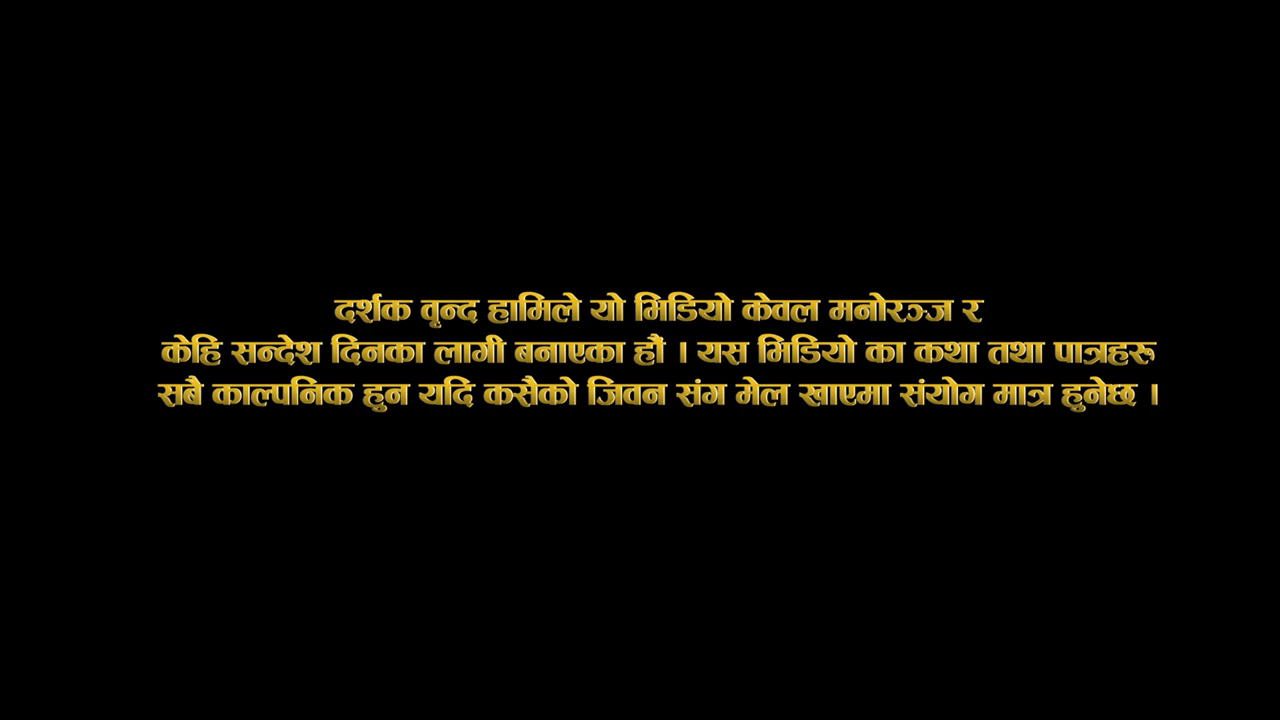 दर्शक वृन्द हामिले यो भिडियो केवल मनोरञ्ज र
केहि सन्देश दिनका लागी बनाएका हौं । यस भिडियो का कथा तथा पात्रहरु
सबै काल्पनिक हुन यदि कसैको जिवन संग मेल खाएमा संयोग मात्र हुनेछ ।